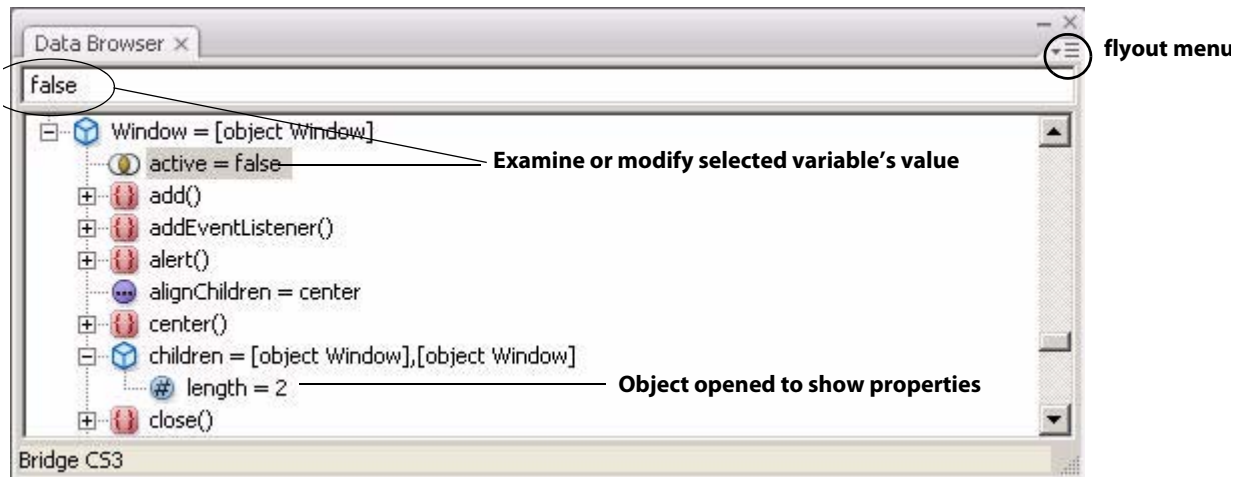 Data Browser
flyout menu
false
Window = [object Window]
active = false
Examine or modify selected variable's value
add()
addEventListener()
alert()
alignChildren = center
center()
children = [object Window],[object Window]
# length = 2
Object opened to show properties
close()
Bridge CS3